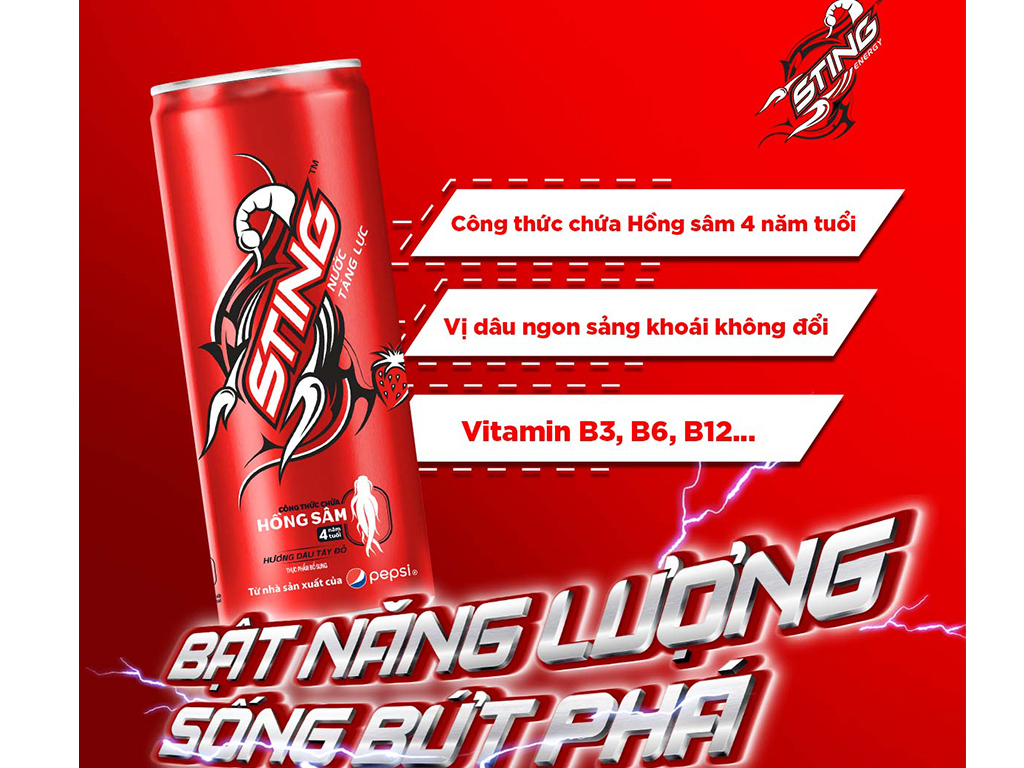 STING
ENERGY
STING™
NƯỚC
TĂNG LỰC
Công thức chứa Hồng sâm 4 năm tuổi
Vị dâu ngon sảng khoái không đổi
Vitamin B3, B6, B12...
CÔNG THỨC CHỨA
HỒNG SÂM
4 năm tuổi
HƯƠNG DÂU TÂY ĐỎ
THỰC PHẨM BỔ SUNG
Từ nhà sản xuất của pepsi®
BẬT NĂNG LƯỢNG
SỐNG BỨT PHÁ